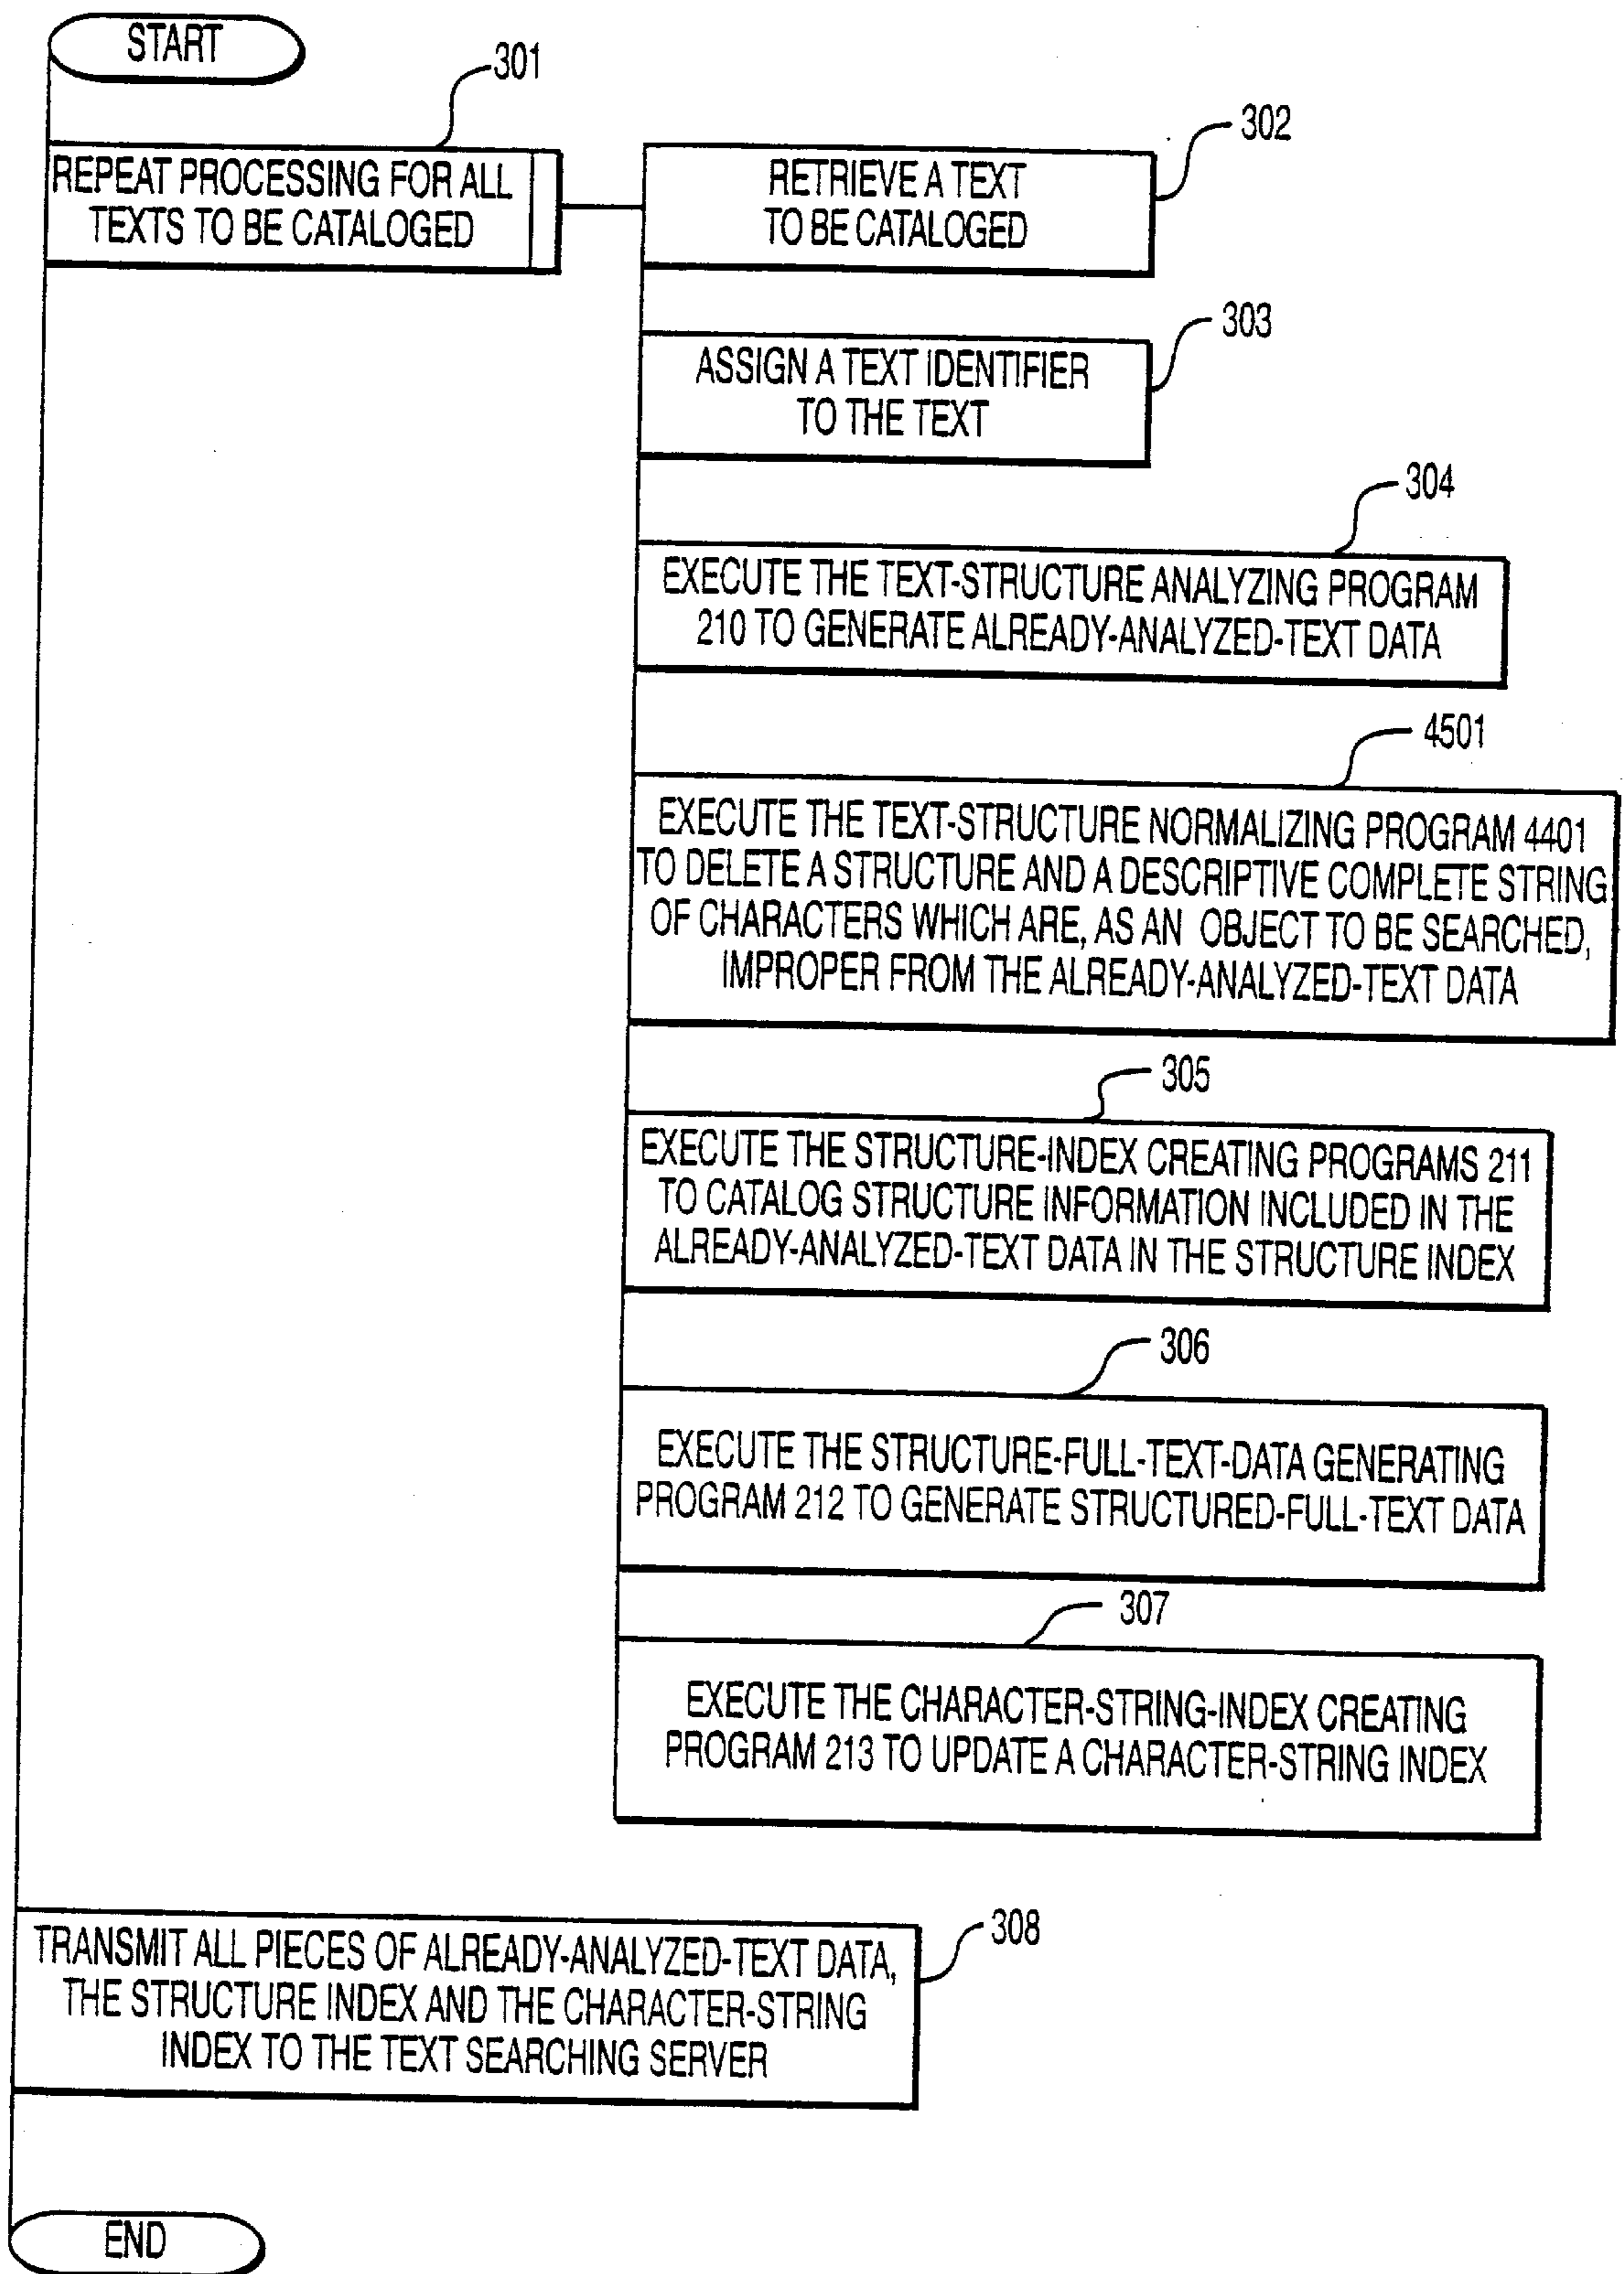 START
301
REPEAT PROCESSING FOR ALL
TEXTS TO BE CATALOGED
302
RETRIEVE A TEXT
TO BE CATALOGED
303
ASSIGN A TEXT IDENTIFIER
TO THE TEXT
304
EXECUTE THE TEXT-STRUCTURE ANALYZING PROGRAM
210 TO GENERATE ALREADY-ANALYZED-TEXT DATA
4501
EXECUTE THE TEXT-STRUCTURE NORMALIZING PROGRAM 4401
TO DELETE A STRUCTURE AND A DESCRIPTIVE COMPLETE STRING
OF CHARACTERS WHICH ARE, AS AN OBJECT TO BE SEARCHED,
IMPROPER FROM THE ALREADY-ANALYZED-TEXT DATA
305
EXECUTE THE STRUCTURE-INDEX CREATING PROGRAMS 211
TO CATALOG STRUCTURE INFORMATION INCLUDED IN THE
ALREADY-ANALYZED-TEXT DATA IN THE STRUCTURE INDEX
306
EXECUTE THE STRUCTURE-FULL-TEXT-DATA GENERATING
PROGRAM 212 TO GENERATE STRUCTURED-FULL-TEXT DATA
307
EXECUTE THE CHARACTER-STRING-INDEX CREATING
PROGRAM 213 TO UPDATE A CHARACTER-STRING INDEX
308
TRANSMIT ALL PIECES OF ALREADY-ANALYZED-TEXT DATA,
THE STRUCTURE INDEX AND THE CHARACTER-STRING
INDEX TO THE TEXT SEARCHING SERVER
END